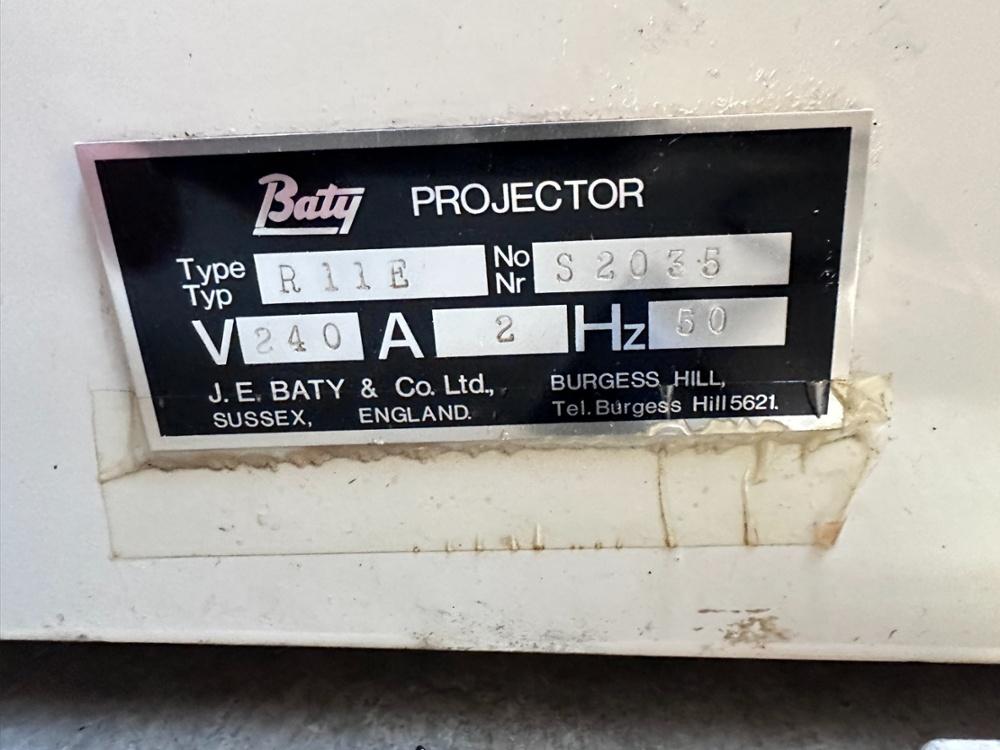 Baty PROJECTOR
Type
Typ
R11E
No
Nr
S2035
V 240 A 2 Hz 50
J. E. BATY & Co. Ltd., BURGESS HILL,
SUSSEX, ENGLAND. Tel. Burgess Hill 5621.